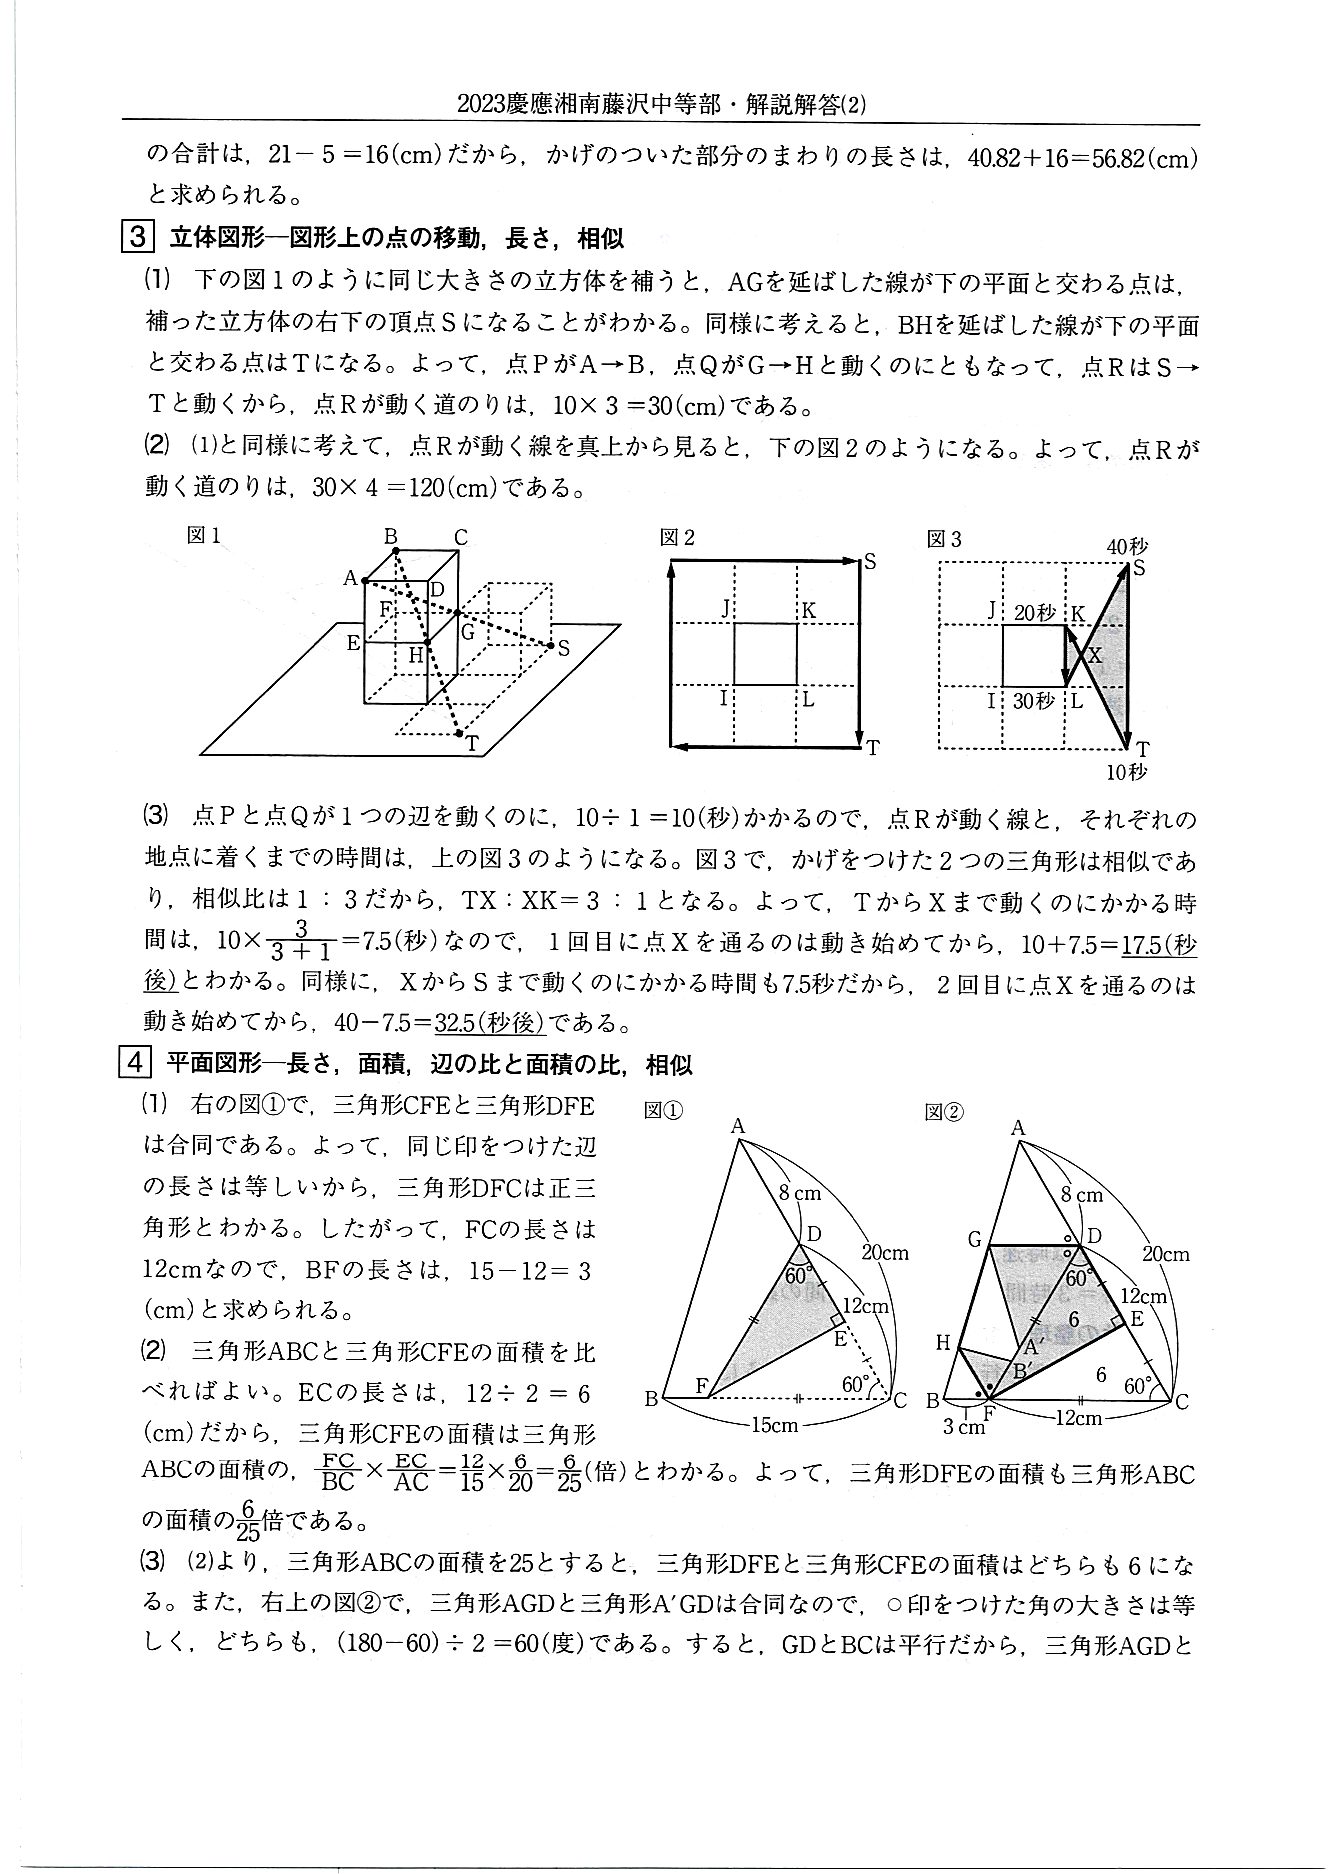 2023慶應湘南藤沢中等部・解説解答(2)
の合計は，21－5＝16(cm)だから，かげのついた部分のまわりの長さは，40.82＋16＝56.82(cm)
と求められる。
3 立体図形―図形上の点の移動，長さ，相似
(1) 下の図1のように同じ大きさの立方体を補うと，AGを延ばした線が下の平面と交わる点は，
補った立方体の右下の頂点Sになることがわかる。同様に考えると，BHを延ばした線が下の平面
と交わる点はTになる。よって，点PがA→B，点QがG→Hと動くのにともなって，点RはS→
Tと動くから，点Rが動く道のりは，10×3＝30(cm)である。
(2) (1)と同様に考えて，点Rが動く線を真上から見ると，下の図2のようになる。よって，点Rが
動く道のりは，30×4＝120(cm)である。
図1
B
C
A
D
F
E
G
H
S
T
図2
S
J
K
I
L
T
図3
40秒
S
J
20秒
K
X
I
30秒
L
T
10秒
(3) 点Pと点Qが1つの辺を動くのに，10÷1＝10(秒)かかるので，点Rが動く線と，それぞれの
地点に着くまでの時間は，上の図3のようになる。図3で，かげをつけた2つの三角形は相似であ
り，相似比は1：3だから，TX：XK＝3：1となる。よって，TからXまで動くのにかかる時
間は，10×3/(3＋1)＝7.5(秒)なので，1回目に点Xを通るのは動き始めてから，10＋7.5＝17.5(秒
後)とわかる。同様に，XからSまで動くのにかかる時間も7.5秒だから，2回目に点Xを通るのは
動き始めてから，40－7.5＝32.5(秒後)である。
4 平面図形―長さ，面積，辺の比と面積の比，相似
(1) 右の図①で，三角形CFEと三角形DFE
は合同である。よって，同じ印をつけた辺
の長さは等しいから，三角形DFCは正三
角形とわかる。したがって，FCの長さは
12cmなので，BFの長さは，15－12＝3
(cm)と求められる。
(2) 三角形ABCと三角形CFEの面積を比
べればよい。ECの長さは，12÷2＝6
(cm)だから，三角形CFEの面積は三角形
図①
A
8cm
D
20cm
60°
12cm
E
F
60°
B
C
15cm
図②
A
8cm
G
D
20cm
60°
12cm
6
E
H
A′
B′
6
60°
B
F
C
3cm
12cm
ABCの面積の，FC/BC×EC/AC＝12/15×6/20＝6/25(倍)とわかる。よって，三角形DFEの面積も三角形ABC
の面積の6/25倍である。
(3) (2)より，三角形ABCの面積を25とすると，三角形DFEと三角形CFEの面積はどちらも6にな
る。また，右上の図②で，三角形AGDと三角形A′GDは合同なので，○印をつけた角の大きさは等
しく，どちらも，(180－60)÷2＝60(度)である。すると，GDとBCは平行だから，三角形AGDと